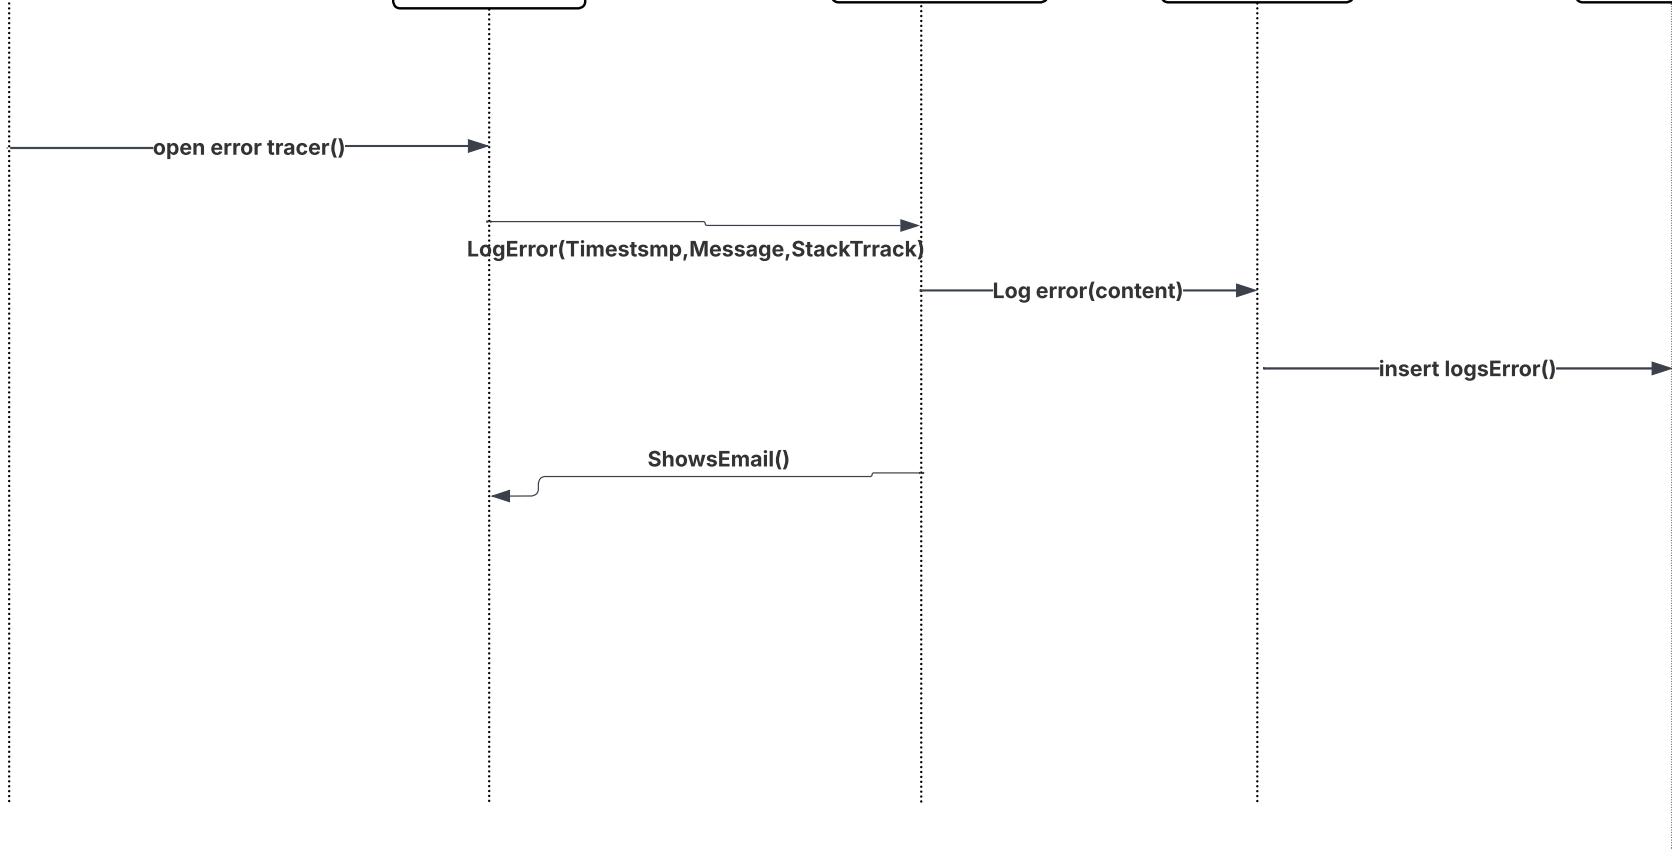 open error tracer()
LogError(Timestsmp,Message,StackTrrack)
Log error(content)
insert logsError()
ShowsEmail()